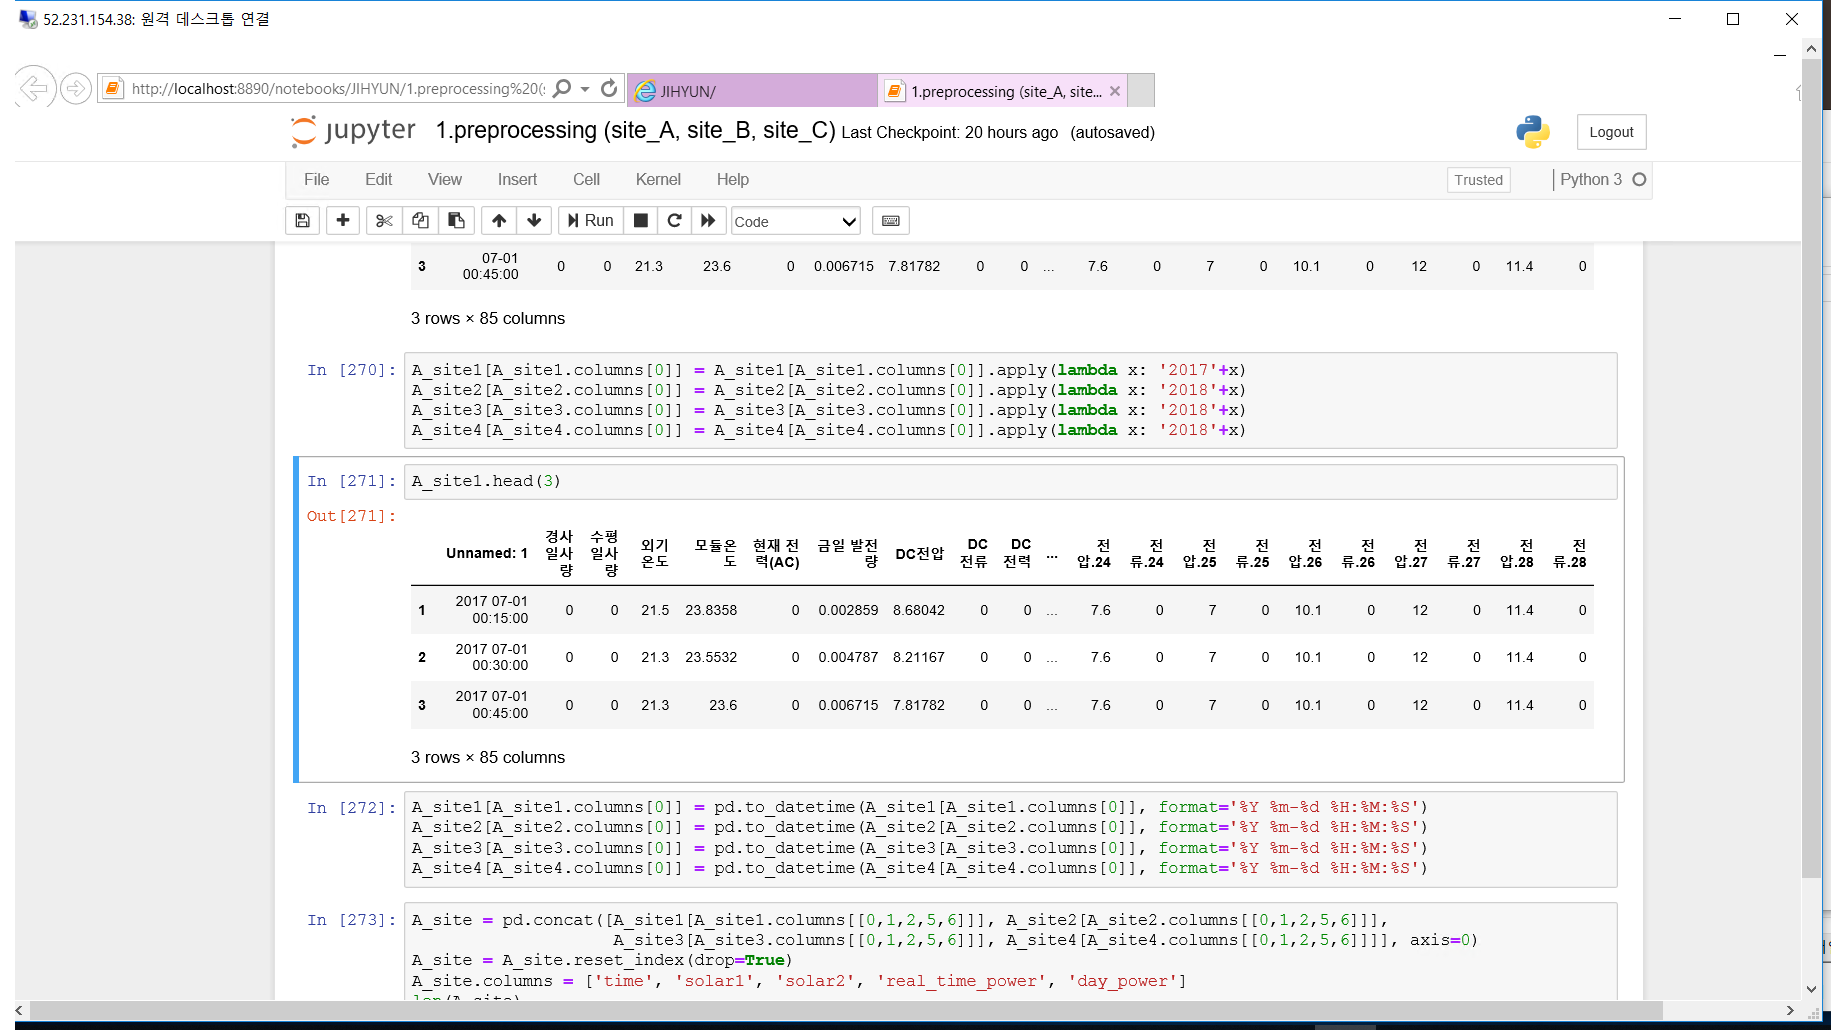 52.231.154.38: 원격 데스크톱 연결
http://localhost:8890/notebooks/JIHYUN/1.preprocessing%20(
JIHYUN/
1.preprocessing (site_A, site...
jupyter 1.preprocessing (site_A, site_B, site_C) Last Checkpoint: 20 hours ago (autosaved)
Logout
File Edit View Insert Cell Kernel Help
Trusted Python 3
Run Code
3 07-01 00:45:00 0 0 21.3 23.6 0 0.006715 7.81782 0 0 ... 7.6 0 7 0 10.1 0 12 0 11.4 0
3 rows × 85 columns
In [270]: A_site1[A_site1.columns[0]] = A_site1[A_site1.columns[0]].apply(lambda x: '2017'+x)
A_site2[A_site2.columns[0]] = A_site2[A_site2.columns[0]].apply(lambda x: '2018'+x)
A_site3[A_site3.columns[0]] = A_site3[A_site3.columns[0]].apply(lambda x: '2018'+x)
A_site4[A_site4.columns[0]] = A_site4[A_site4.columns[0]].apply(lambda x: '2018'+x)
In [271]: A_site1.head(3)
Out[271]:
Unnamed: 1 경사 일사 량 수평 일사 량 외기 온도 모듈온 도 현재 전 력(AC) 금일 발전 량 DC전압 DC 전류 DC 전력 ... 전 압.24 전 류.24 전 압.25 전 류.25 전 압.26 전 류.26 전 압.27 전 류.27 전 압.28 전 류.28
1 2017 07-01 00:15:00 0 0 21.5 23.8358 0 0.002859 8.68042 0 0 ... 7.6 0 7 0 10.1 0 12 0 11.4 0
2 2017 07-01 00:30:00 0 0 21.3 23.5532 0 0.004787 8.21167 0 0 ... 7.6 0 7 0 10.1 0 12 0 11.4 0
3 2017 07-01 00:45:00 0 0 21.3 23.6 0 0.006715 7.81782 0 0 ... 7.6 0 7 0 10.1 0 12 0 11.4 0
3 rows × 85 columns
In [272]: A_site1[A_site1.columns[0]] = pd.to_datetime(A_site1[A_site1.columns[0]], format='%Y %m-%d %H:%M:%S')
A_site2[A_site2.columns[0]] = pd.to_datetime(A_site2[A_site2.columns[0]], format='%Y %m-%d %H:%M:%S')
A_site3[A_site3.columns[0]] = pd.to_datetime(A_site3[A_site3.columns[0]], format='%Y %m-%d %H:%M:%S')
A_site4[A_site4.columns[0]] = pd.to_datetime(A_site4[A_site4.columns[0]], format='%Y %m-%d %H:%M:%S')
In [273]: A_site = pd.concat([A_site1[A_site1.columns[[0,1,2,5,6]]], A_site2[A_site2.columns[[0,1,2,5,6]]],
A_site3[A_site3.columns[[0,1,2,5,6]]], A_site4[A_site4.columns[[0,1,2,5,6]]]], axis=0)
A_site = A_site.reset_index(drop=True)
A_site.columns = ['time', 'solar1', 'solar2', 'real_time_power', 'day_power']
len(A_site)